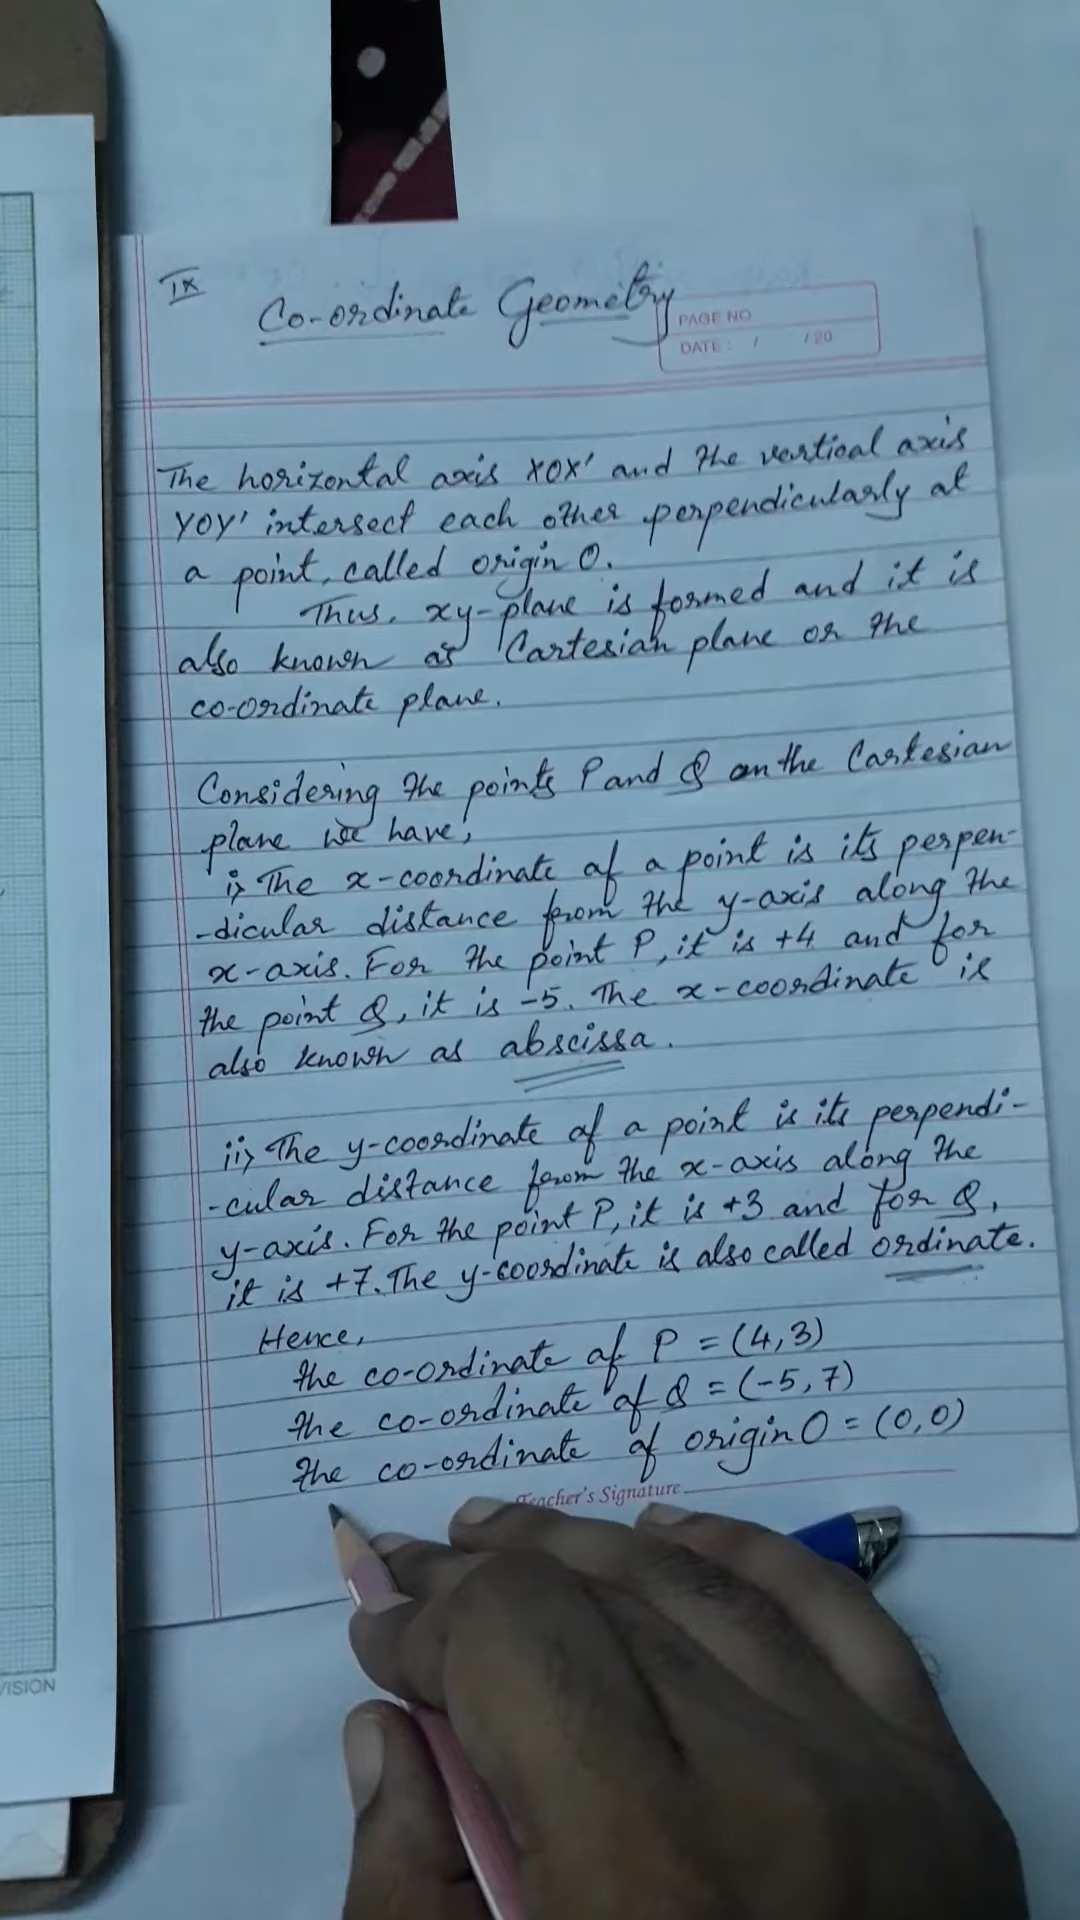 IX
Co-ordinate Geometry
PAGE NO
DATE : / /20
The horizontal axis XOX' and the vertical axis
YOY' intersect each other perpendicularly at
a point, called origin O.
Thus, xy-plane is formed and it is
also known as Cartesian plane or the
co-ordinate plane.
Considering the points P and Q on the Cartesian
plane we have,
i> The x-coordinate of a point is its perpen-
-dicular distance from the y-axis along the
x-axis. For the point P, it is +4 and for
the point Q, it is -5. The x-coordinate is
also known as abscissa.
ii> The y-coordinate of a point is its perpendi-
-cular distance from the x-axis along the
y-axis. For the point P, it is +3 and for Q,
it is +7. The y-coordinate is also called ordinate.
Hence,
the co-ordinate of P = (4,3)
the co-ordinate of Q = (-5,7)
the co-ordinate of origin O = (0,0)
Teacher's Signature
VISION